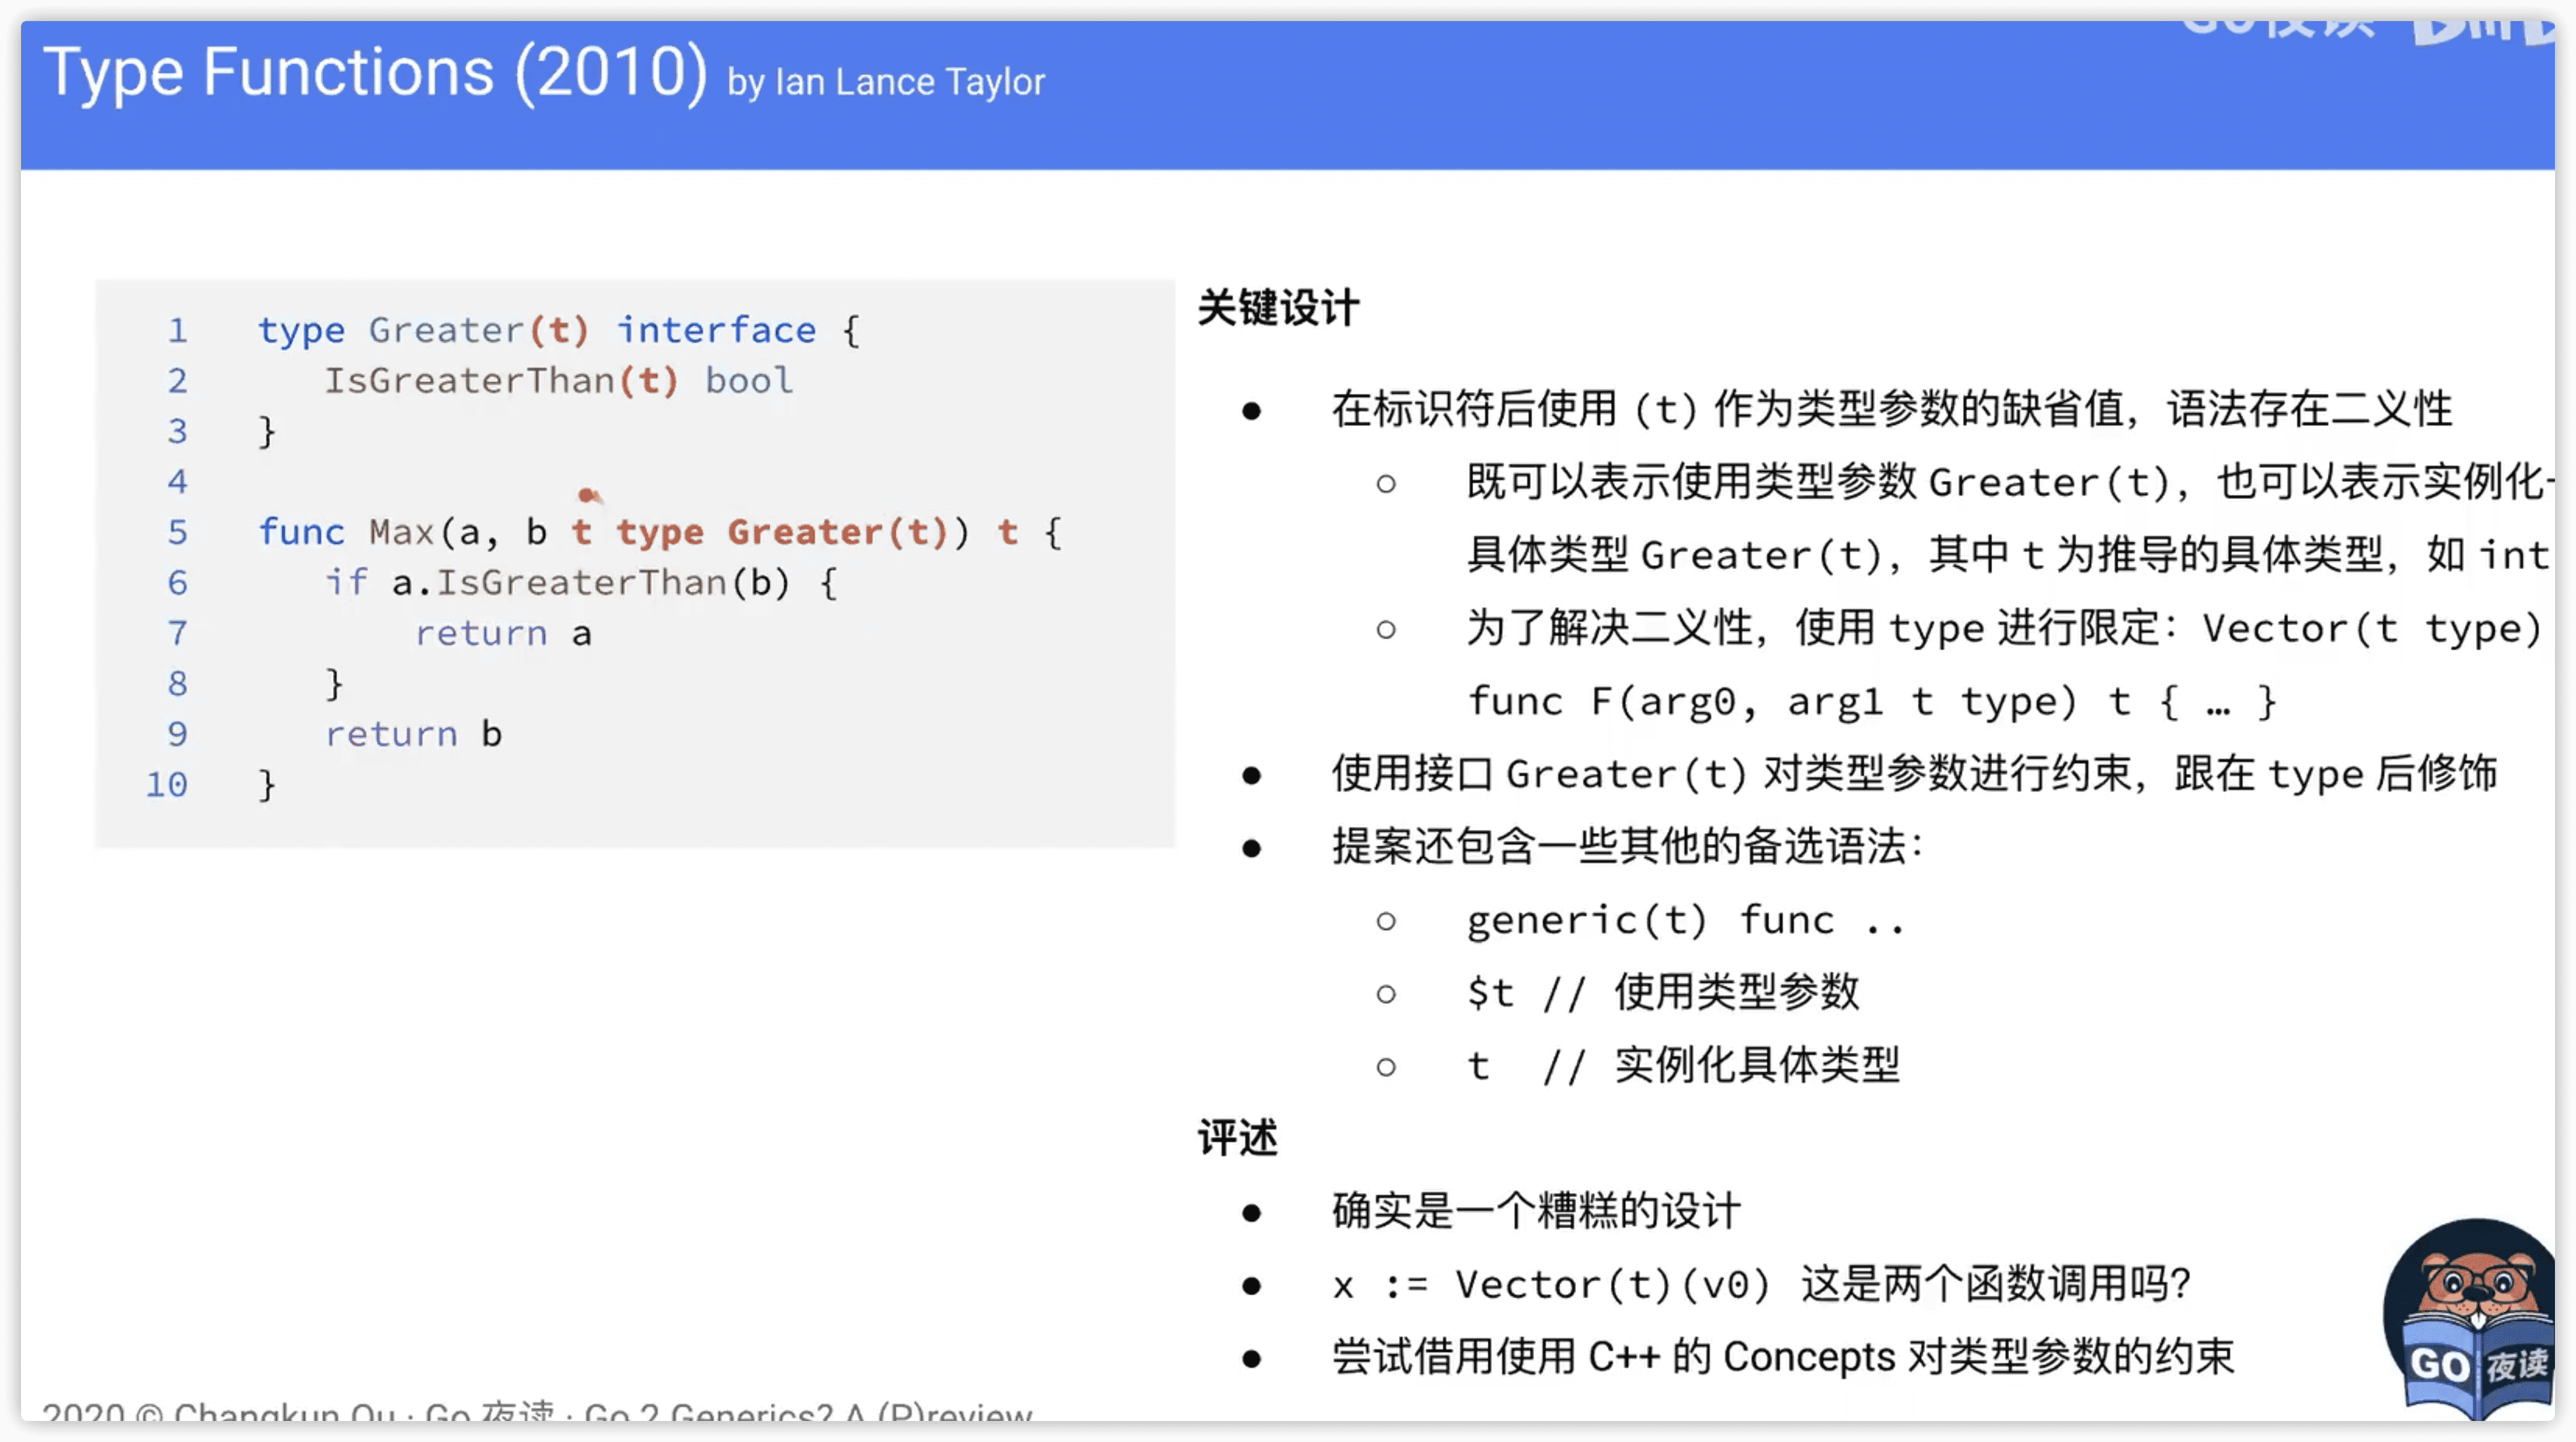 Go夜读
Type Functions (2010) by Ian Lance Taylor
1 type Greater(t) interface {
2 IsGreaterThan(t) bool
3 }
4
5 func Max(a, b t type Greater(t)) t {
6 if a.IsGreaterThan(b) {
7 return a
8 }
9 return b
10 }
关键设计
● 在标识符后使用 (t) 作为类型参数的缺省值，语法存在二义性
○ 既可以表示使用类型参数 Greater(t)，也可以表示实例化
具体类型 Greater(t)，其中 t 为推导的具体类型，如 int
○ 为了解决二义性，使用 type 进行限定：Vector(t type)
func F(arg0, arg1 t type) t { … }
● 使用接口 Greater(t) 对类型参数进行约束，跟在 type 后修饰
● 提案还包含一些其他的备选语法：
○ generic(t) func ..
○ $t // 使用类型参数
○ t // 实例化具体类型
评述
● 确实是一个糟糕的设计
● x := Vector(t)(v0) 这是两个函数调用吗？
● 尝试借用使用 C++ 的 Concepts 对类型参数的约束
GO 夜读
2020 © Changkun Ou · Go 夜读 · Go 2 Generics? A (P)review